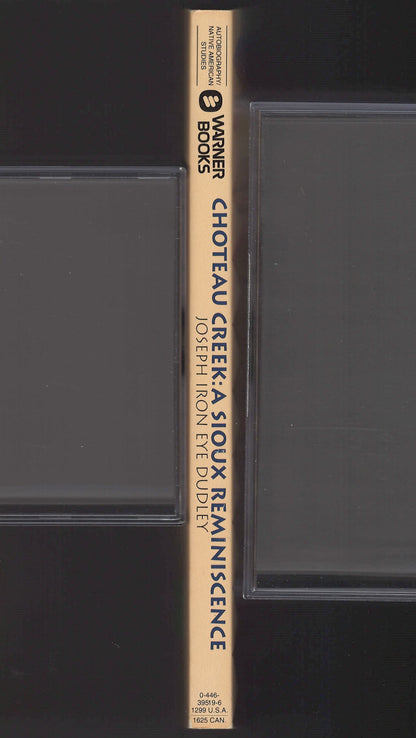 AUTOBIOGRAPHY/
NATIVE AMERICAN
STUDIES
WARNER
BOOKS
CHOTEAU CREEK: A SIOUX REMINISCENCE
JOSEPH IRON EYE DUDLEY
0-446-
39519-6
1299 U.S.A.
1625 CAN.